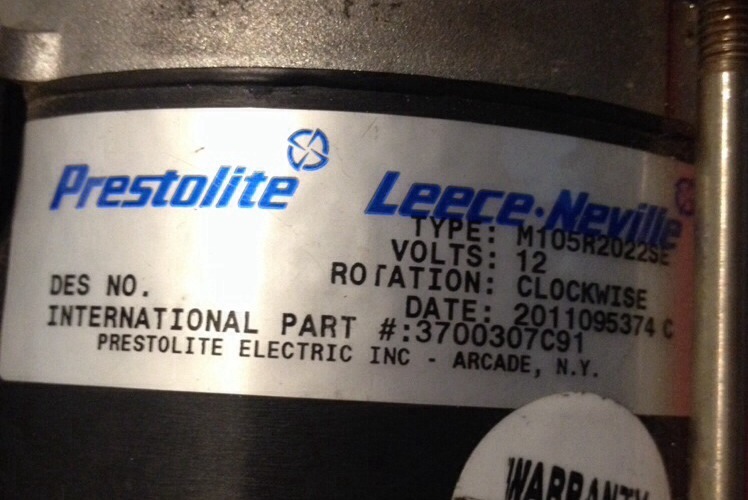 Prestolite Leece·Neville
TYPE: M105R2022SE
VOLTS: 12
ROTATION: CLOCKWISE
DES NO. DATE: 2011095374 C
INTERNATIONAL PART #:3700307C91
PRESTOLITE ELECTRIC INC - ARCADE, N.Y.
WARRANTY